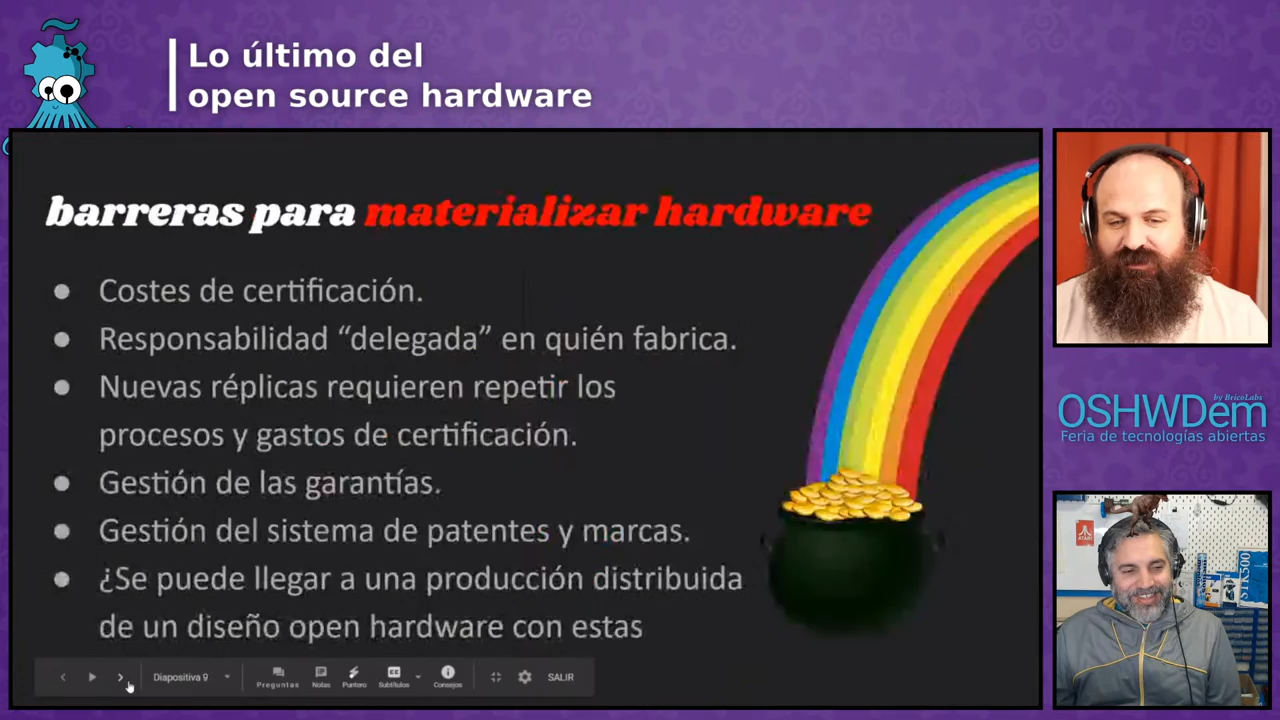 Lo último del
open source hardware
barreras para materializar hardware
● Costes de certificación.
● Responsabilidad “delegada” en quién fabrica.
● Nuevas réplicas requieren repetir los
procesos y gastos de certificación.
● Gestión de las garantías.
● Gestión del sistema de patentes y marcas.
● ¿Se puede llegar a una producción distribuida
de un diseño open hardware con estas
Diapositiva 9
Preguntas
Notas
Puntero
Subtítulos
Consejos
SALIR
by BricoLabs
OSHWDem
Feria de tecnologías abiertas
ATARI
STK500